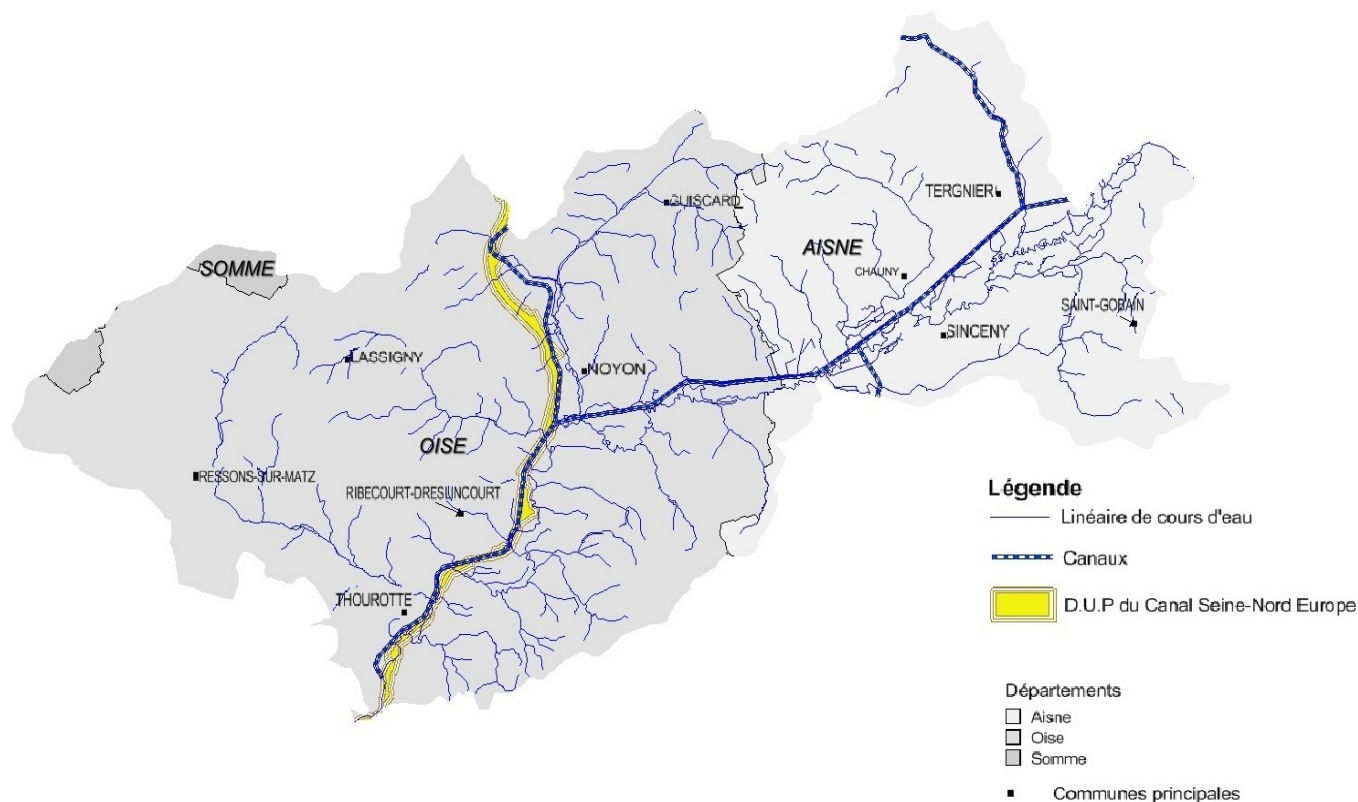 TERGNIER
GUISCARD
AISNE
SOMME
CHAUNY
SAINT-GOBAIN
SINCENY
LASSIGNY
NOYON
OISE
RESSONS-SUR-MATZ
RIBECOURT-DRESLINCOURT
THOUROTTE
Légende
Linéaire de cours d'eau
Canaux
D.U.P du Canal Seine-Nord Europe
Départements
Aisne
Oise
Somme
Communes principales